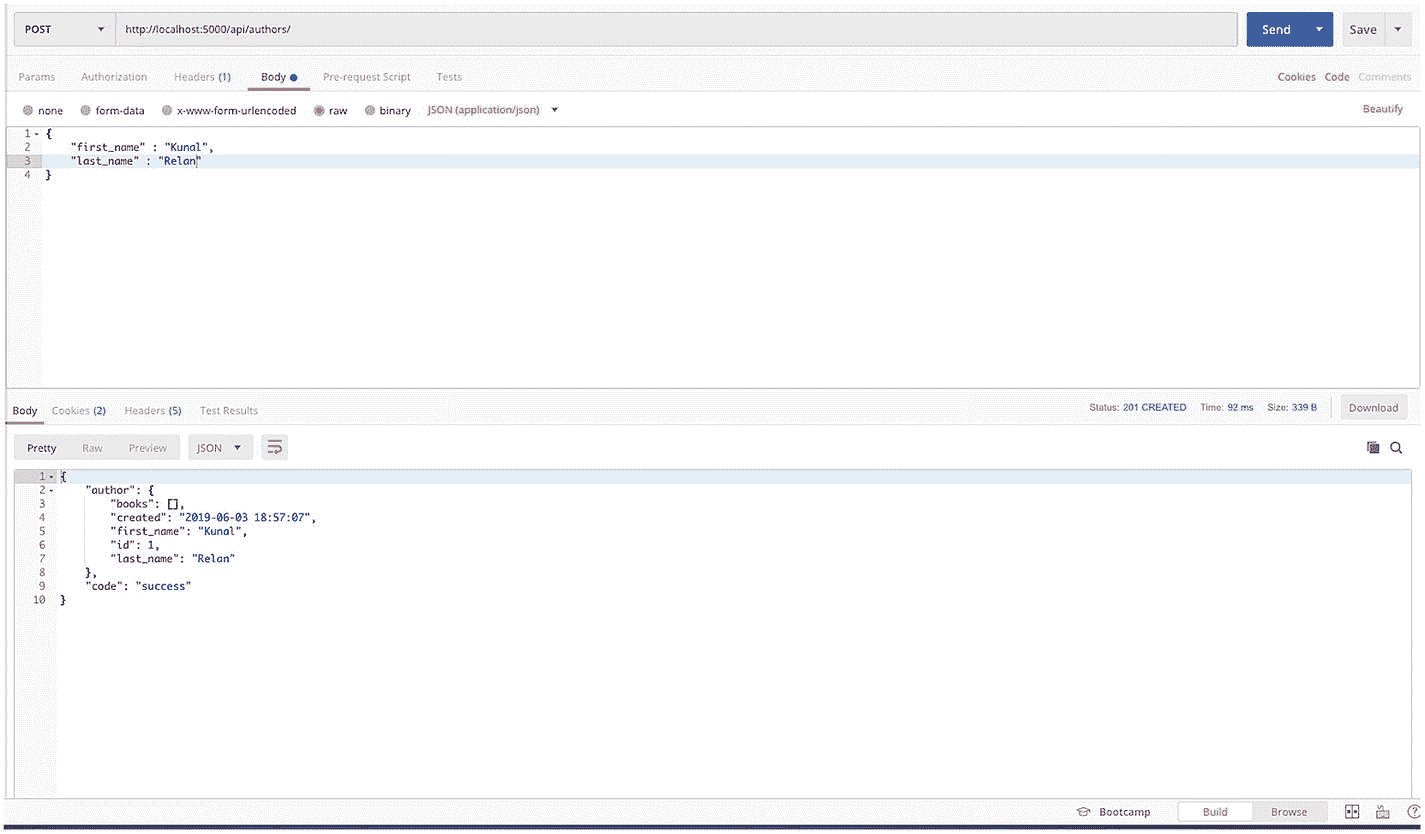 POST http://localhost:5000/api/authors/ Send Save
Params Authorization Headers (1) Body Pre-request Script Tests Cookies Code Comments
none form-data x-www-form-urlencoded raw binary JSON (application/json) Beautify
1 {
2 "first_name" : "Kunal",
3 "last_name" : "Relan"
4 }
Body Cookies (2) Headers (5) Test Results Status: 201 CREATED Time: 92 ms Size: 339 B Download
Pretty Raw Preview JSON
1 {
2 "author": {
3 "books": [],
4 "created": "2019-06-03 18:57:07",
5 "first_name": "Kunal",
6 "id": 1,
7 "last_name": "Relan"
8 },
9 "code": "success"
10 }
Bootcamp Build Browse